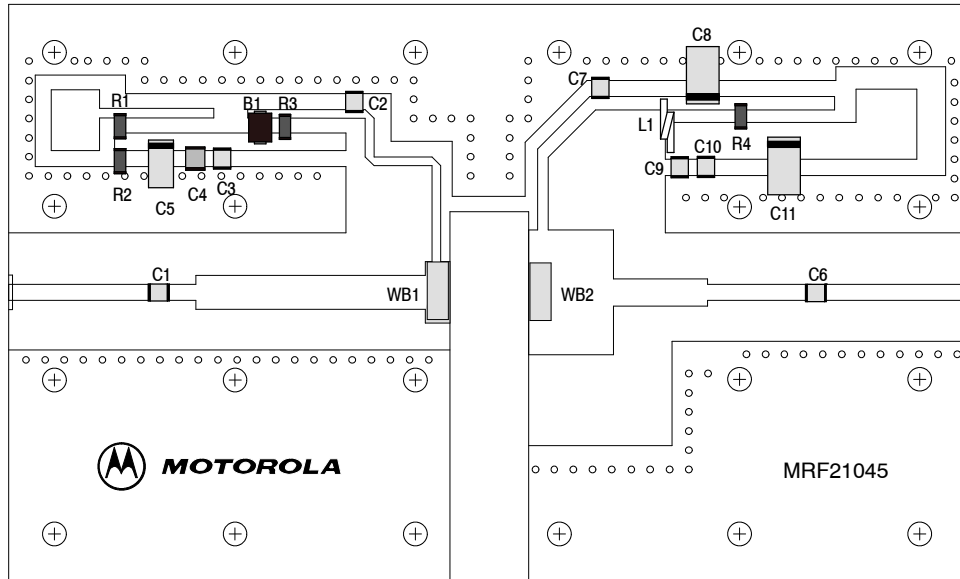 C8
C7
C2
R1
B1
R3
L1
R4
C10
C9
R2
C5
C4
C3
C11
C1
C6
WB1
WB2
MOTOROLA
MRF21045